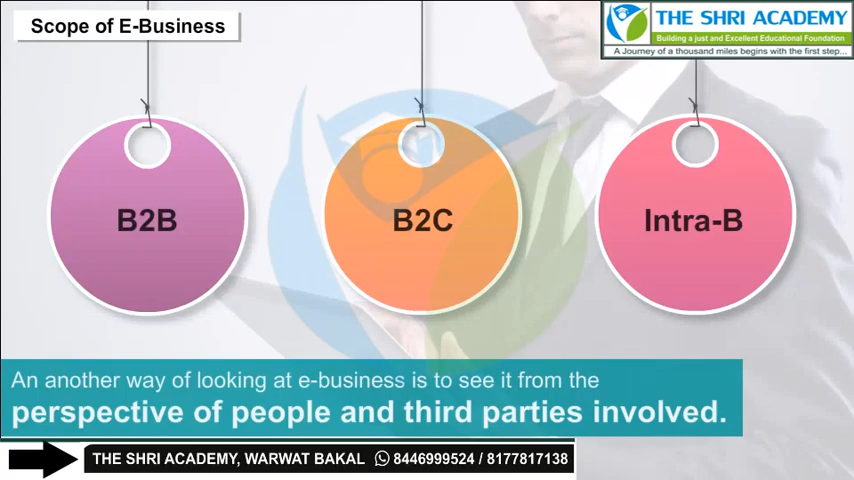 Scope of E-Business
THE SHRI ACADEMY
Building a just and Excellent Educational Foundation
A Journey of a thousand miles begins with the first step...
B2B
B2C
Intra-B
An another way of looking at e-business is to see it from the
perspective of people and third parties involved.
THE SHRI ACADEMY, WARWAT BAKAL 8446999524 / 8177817138